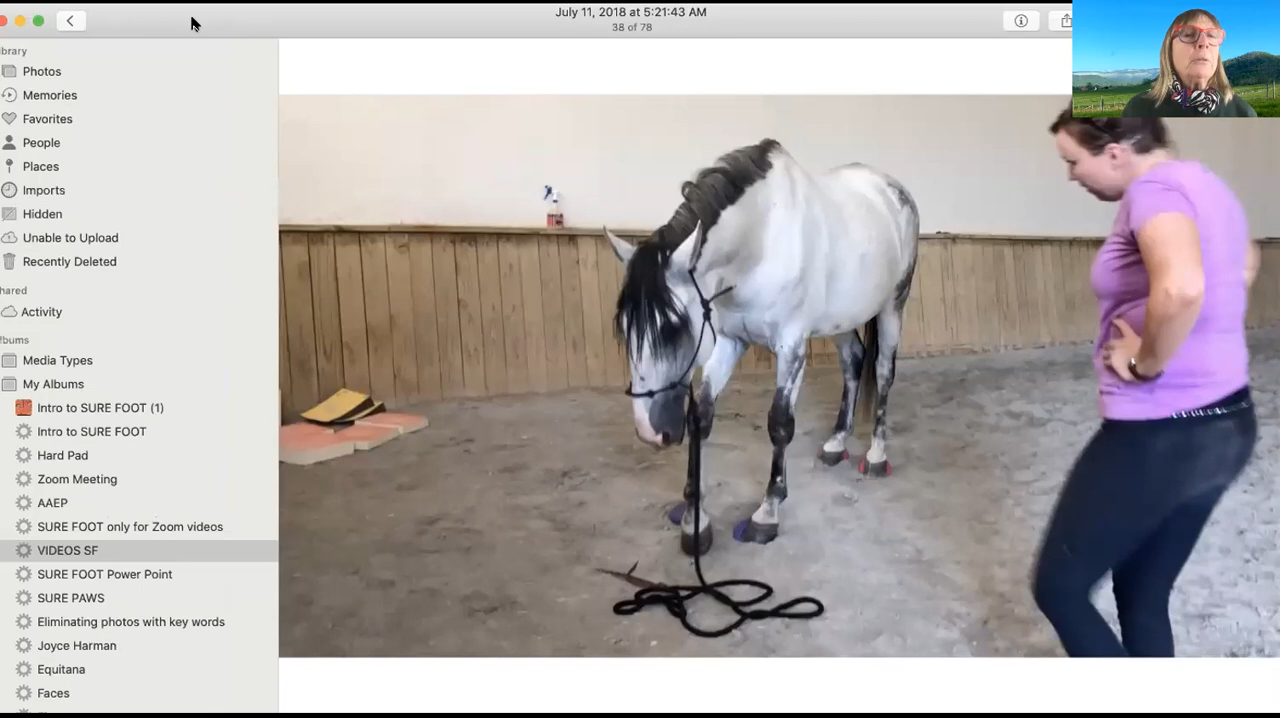 July 11, 2018 at 5:21:43 AM
38 of 78
ibrary
Photos
Memories
Favorites
People
Places
Imports
Hidden
Unable to Upload
Recently Deleted
hared
Activity
lbums
Media Types
My Albums
Intro to SURE FOOT (1)
Intro to SURE FOOT
Hard Pad
Zoom Meeting
AAEP
SURE FOOT only for Zoom videos
VIDEOS SF
SURE FOOT Power Point
SURE PAWS
Eliminating photos with key words
Joyce Harman
Equitana
Faces